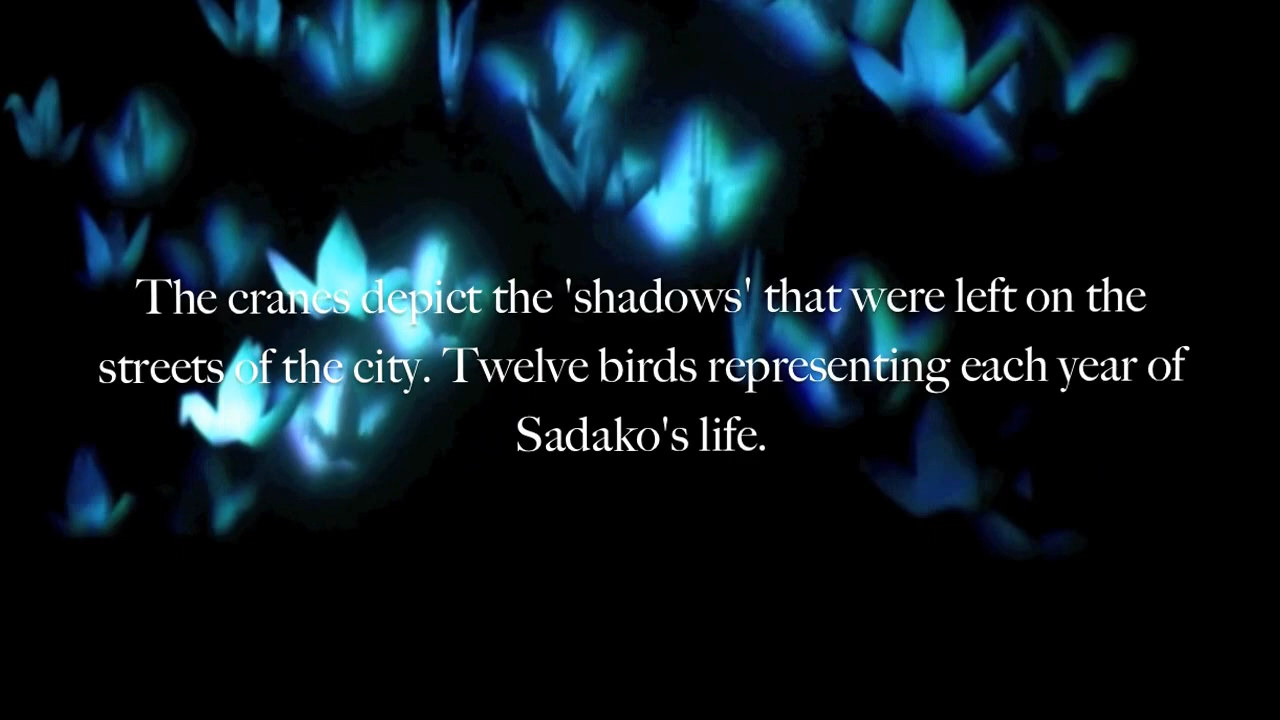 The cranes depict the 'shadows' that were left on the
streets of the city. Twelve birds representing each year of
Sadako's life.